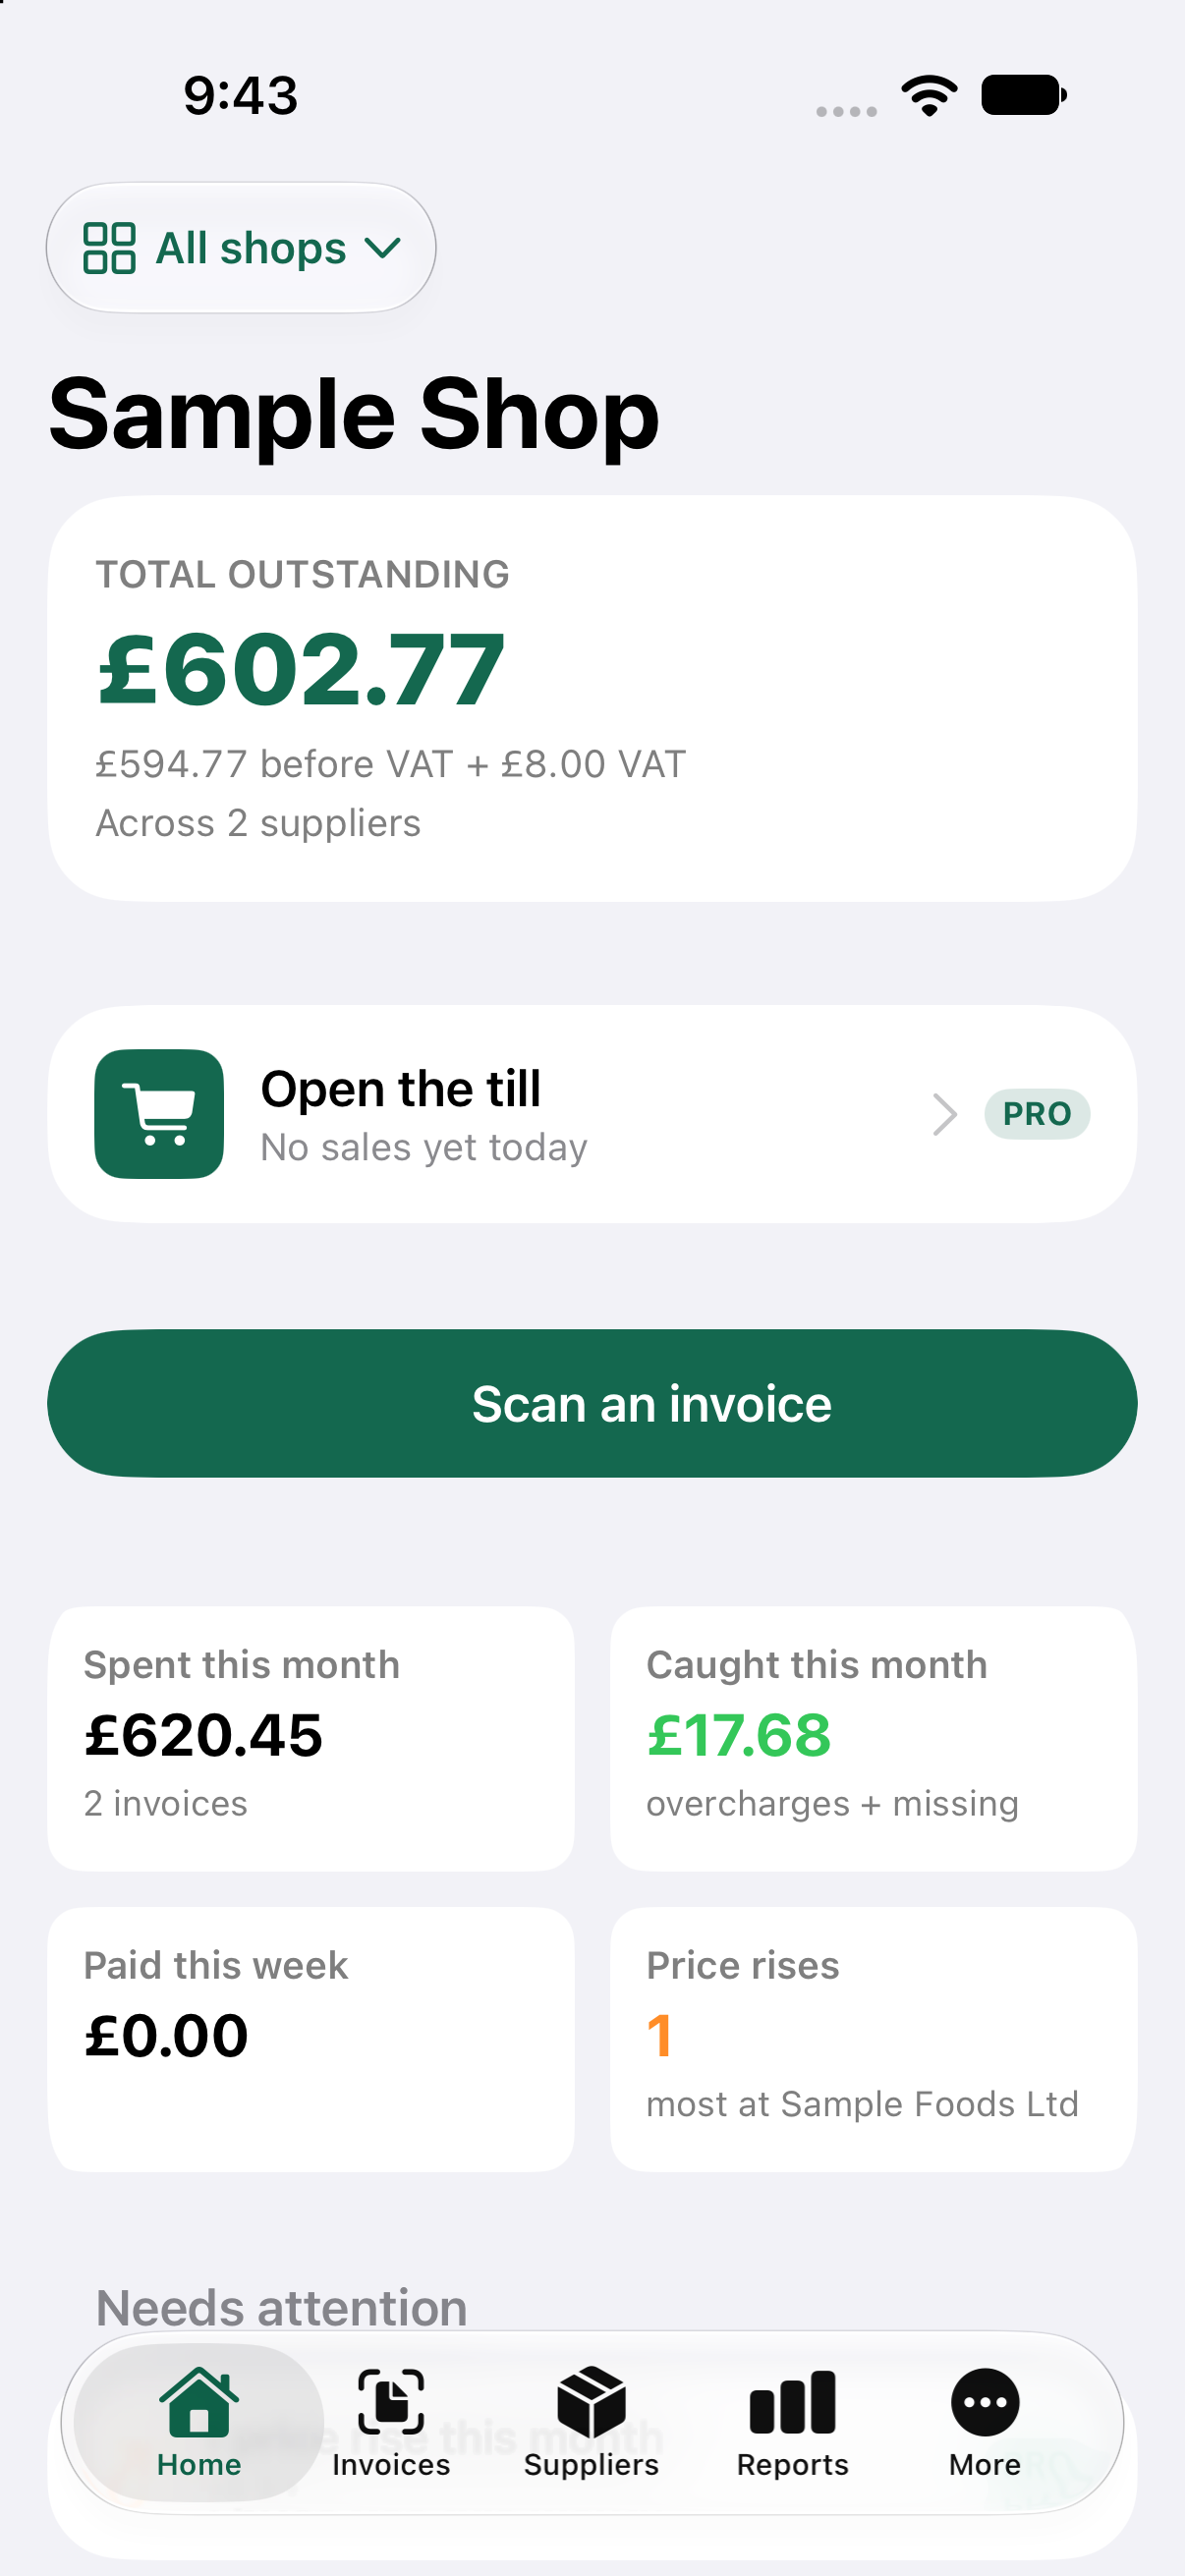 9:43
All shops
Sample Shop
TOTAL OUTSTANDING
£602.77
£594.77 before VAT + £8.00 VAT
Across 2 suppliers
Open the till
No sales yet today
PRO
Scan an invoice
Spent this month
£620.45
2 invoices
Caught this month
£17.68
overcharges + missing
Paid this week
£0.00
Price rises
1
most at Sample Foods Ltd
Needs attention
rise this month
Home
Invoices
Suppliers
Reports
More